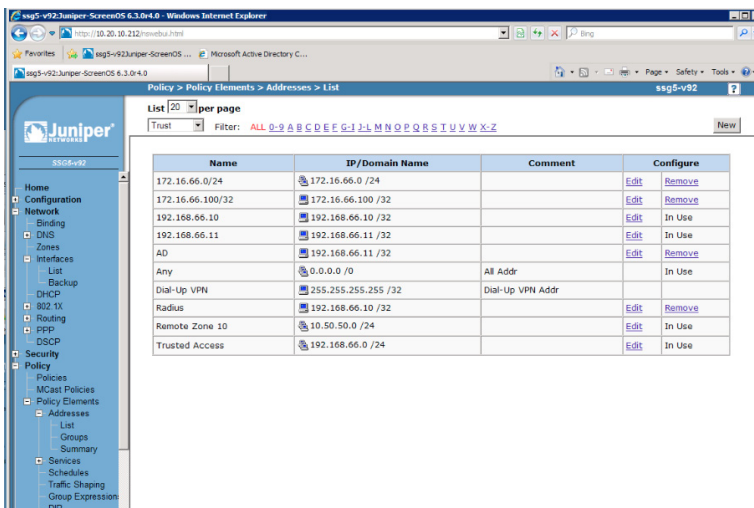 ssg5-v92:Juniper-ScreenOS 6.3.0r4.0 - Windows Internet Explorer
http://10.20.10.212/nswebui.html
Bing
Favorites ssg5-v92:Juniper-ScreenOS ... Microsoft Active Directory C...
ssg5-v92:Juniper-ScreenOS 6.3.0r4.0
Page Safety Tools
Policy > Policy Elements > Addresses > List ssg5-v92 ?
List 20 per page
Trust Filter: ALL 0-9 A B C D E F G-I J-L M N O P Q R S T U V W X-Z New
Juniper
NETWORKS
SSG5-v92
Home
Configuration
Network
Binding
DNS
Zones
Interfaces
List
Backup
DHCP
802.1X
Routing
PPP
DSCP
Security
Policy
Policies
MCast Policies
Policy Elements
Addresses
List
Groups
Summary
Services
Schedules
Traffic Shaping
Group Expressions
DIP
Name IP/Domain Name Comment Configure
172.16.66.0/24 172.16.66.0 /24 Edit Remove
172.16.66.100/32 172.16.66.100 /32 Edit Remove
192.168.66.10 192.168.66.10 /32 Edit In Use
192.168.66.11 192.168.66.11 /32 Edit In Use
AD 192.168.66.11 /32 Edit Remove
Any 0.0.0.0 /0 All Addr In Use
Dial-Up VPN 255.255.255.255 /32 Dial-Up VPN Addr
Radius 192.168.66.10 /32 Edit Remove
Remote Zone 10 10.50.50.0 /24 Edit In Use
Trusted Access 192.168.66.0 /24 Edit In Use